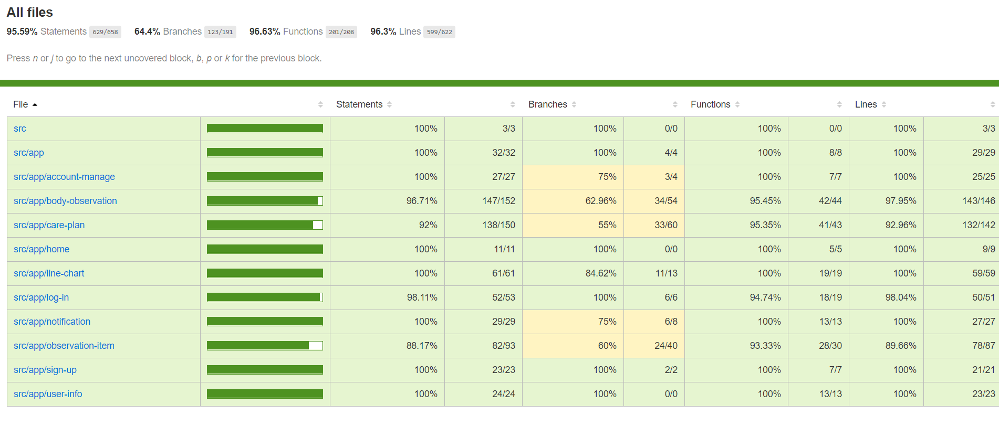 All files
95.59% Statements 629/658 64.4% Branches 123/191 96.63% Functions 201/208 96.3% Lines 599/622
Press n or j to go to the next uncovered block, b, p or k for the previous block.
File Statements Branches Functions Lines
src 100% 3/3 100% 0/0 100% 0/0 100% 3/3
src/app 100% 32/32 100% 4/4 100% 8/8 100% 29/29
src/app/account-manage 100% 27/27 75% 3/4 100% 7/7 100% 25/25
src/app/body-observation 96.71% 147/152 62.96% 34/54 95.45% 42/44 97.95% 143/146
src/app/care-plan 92% 138/150 55% 33/60 95.35% 41/43 92.96% 132/142
src/app/home 100% 11/11 100% 0/0 100% 5/5 100% 9/9
src/app/line-chart 100% 61/61 84.62% 11/13 100% 19/19 100% 59/59
src/app/log-in 98.11% 52/53 100% 6/6 94.74% 18/19 98.04% 50/51
src/app/notification 100% 29/29 75% 6/8 100% 13/13 100% 27/27
src/app/observation-item 88.17% 82/93 60% 24/40 93.33% 28/30 89.66% 78/87
src/app/sign-up 100% 23/23 100% 2/2 100% 7/7 100% 21/21
src/app/user-info 100% 24/24 100% 0/0 100% 13/13 100% 23/23